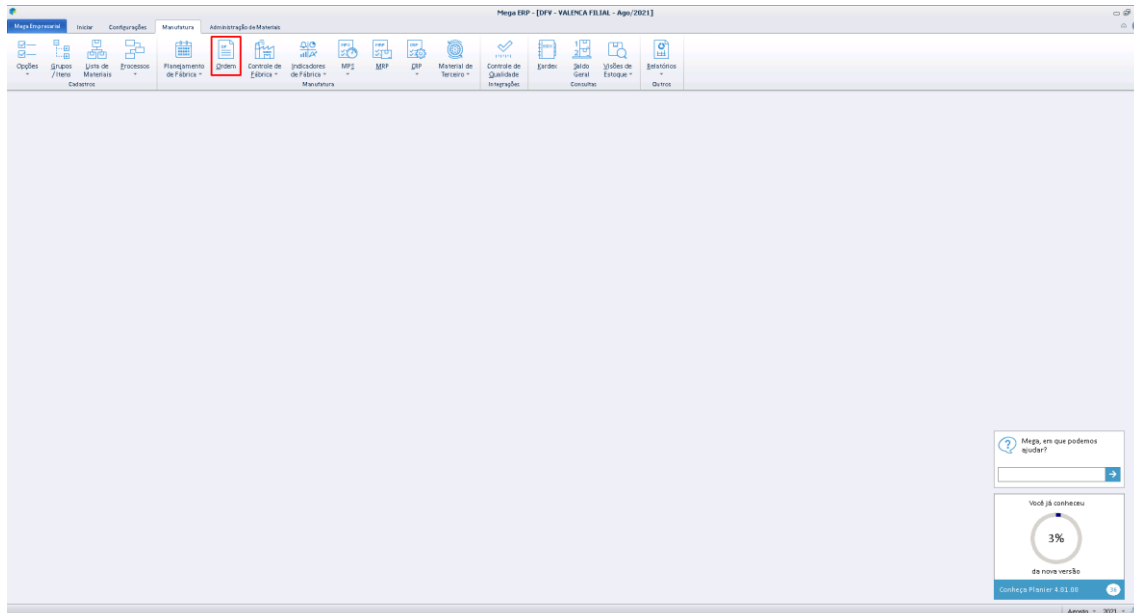 Mega ERP - [DFV - VALENCA FILIAL - Ago/2021]
Mega Empresarial Iniciar Configurações Manufatura Administração de Materiais
Opções
Grupos / Itens
Lista de Materiais
Processos
Cadastros
Planejamento de Fábrica
Ordem
Controle de Fábrica
Indicadores de Fábrica
MPS
MRP
CRP
Material de Terceiro
Manufatura
Controle de Qualidade
Integrações
Kardex
Saldo Geral
Visões de Estoque
Consultas
Relatórios
Outros
Mega, em que podemos
ajudar?
Você já conheceu
3%
da nova versão
Conheça Planier 4.01.00
Agosto 2021